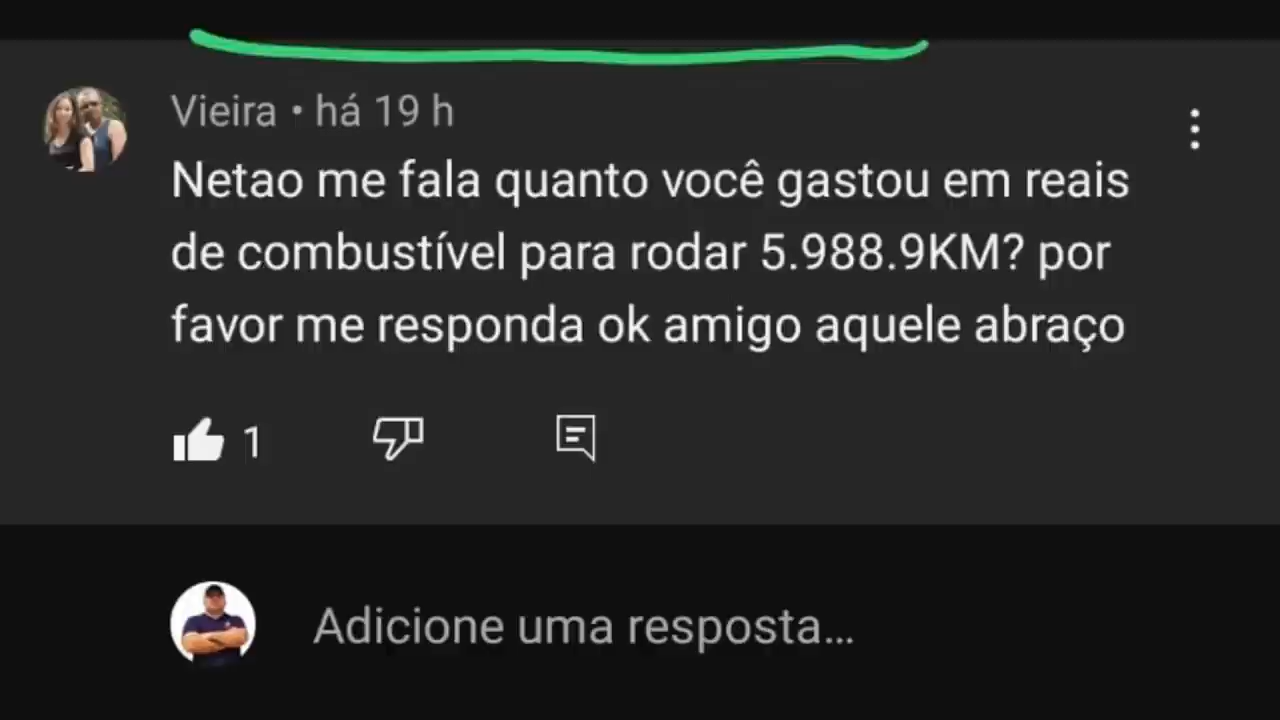 Vieira • há 19 h
Netao me fala quanto você gastou em reais
de combustível para rodar 5.988.9KM? por
favor me responda ok amigo aquele abraço
1
Adicione uma resposta...